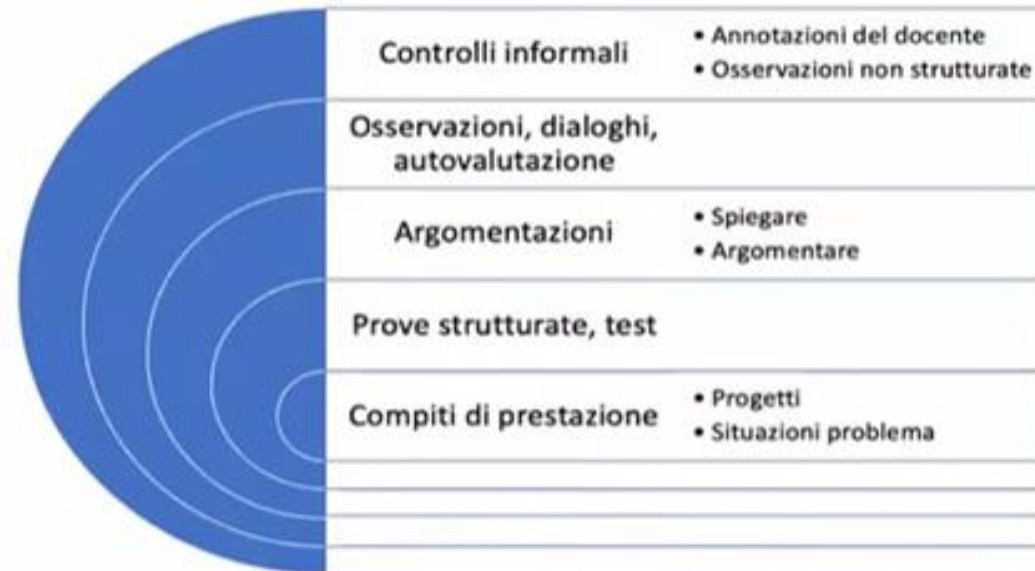 Controlli informali
• Annotazioni del docente
• Osservazioni non strutturate
Osservazioni, dialoghi,
autovalutazione
Argomentazioni
• Spiegare
• Argomentare
Prove strutturate, test
Compiti di prestazione
• Progetti
• Situazioni problema